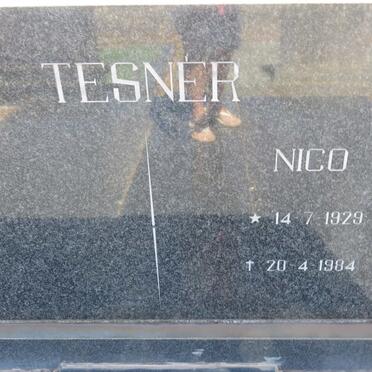 TESNER
NICO
★ 14-7-1929
† 20-4-1984